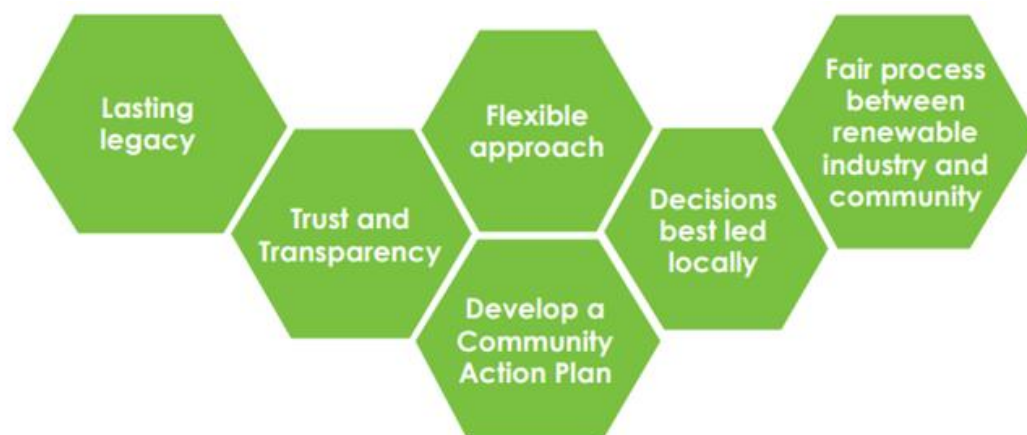 Lasting
legacy
Trust and
Transparency
Flexible
approach
Develop a
Community
Action Plan
Decisions
best led
locally
Fair process
between
renewable
industry and
community